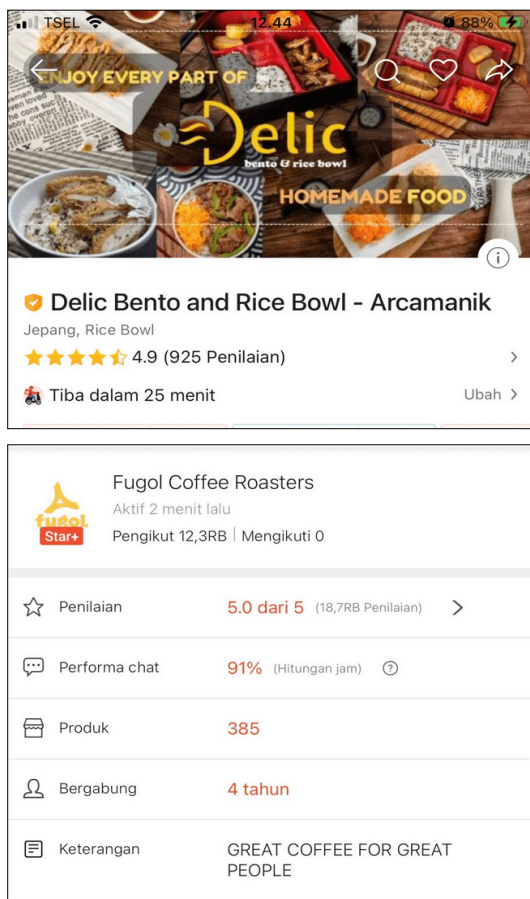 TSEL 12.44 88%
ENJOY EVERY PART OF
Delic
bento & rice bowl
HOMEMADE FOOD
Delic Bento and Rice Bowl - Arcamanik
Jepang, Rice Bowl
4.9 (925 Penilaian)
Tiba dalam 25 menit Ubah
Fugol Coffee Roasters
Aktif 2 menit lalu
fugol
Star+
Pengikut 12,3RB | Mengikuti 0
Penilaian 5.0 dari 5 (18,7RB Penilaian)
Performa chat 91% (Hitungan jam)
Produk 385
Bergabung 4 tahun
Keterangan GREAT COFFEE FOR GREAT
PEOPLE